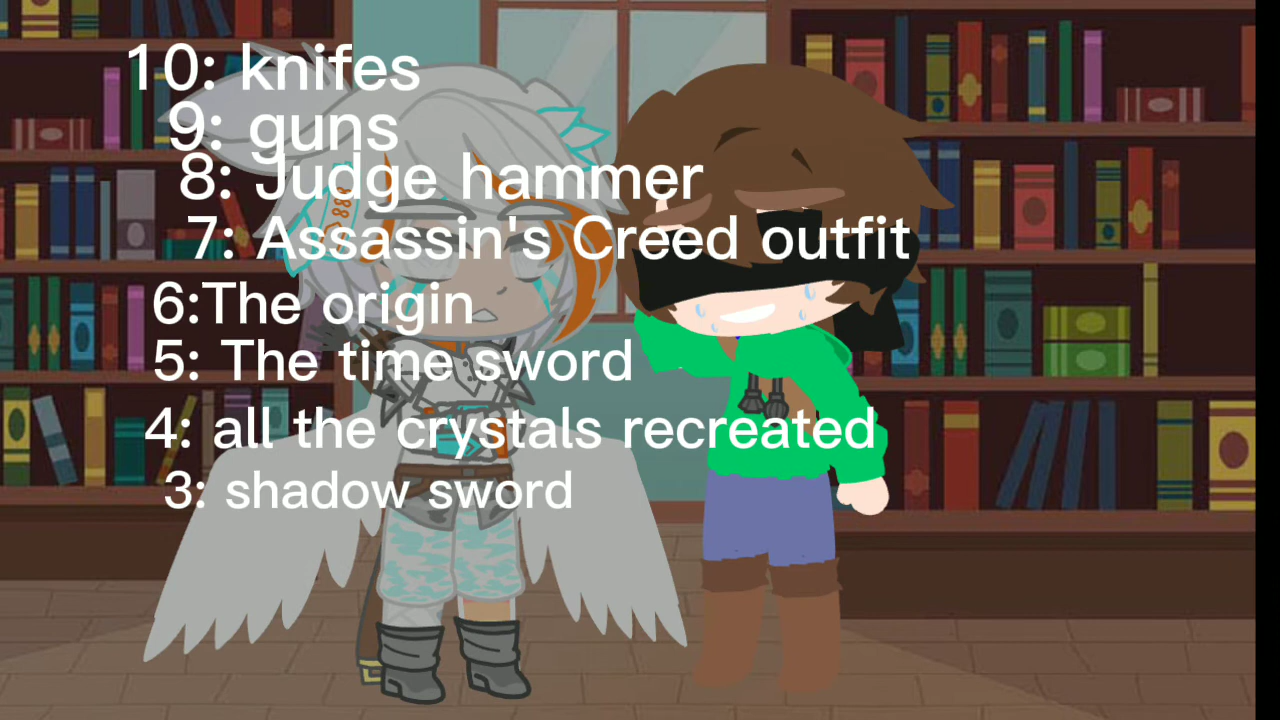 10: knifes
9: guns
8: Judge hammer
7: Assassin's Creed outfit
6:The origin
5: The time sword
4: all the crystals recreated
3: shadow sword